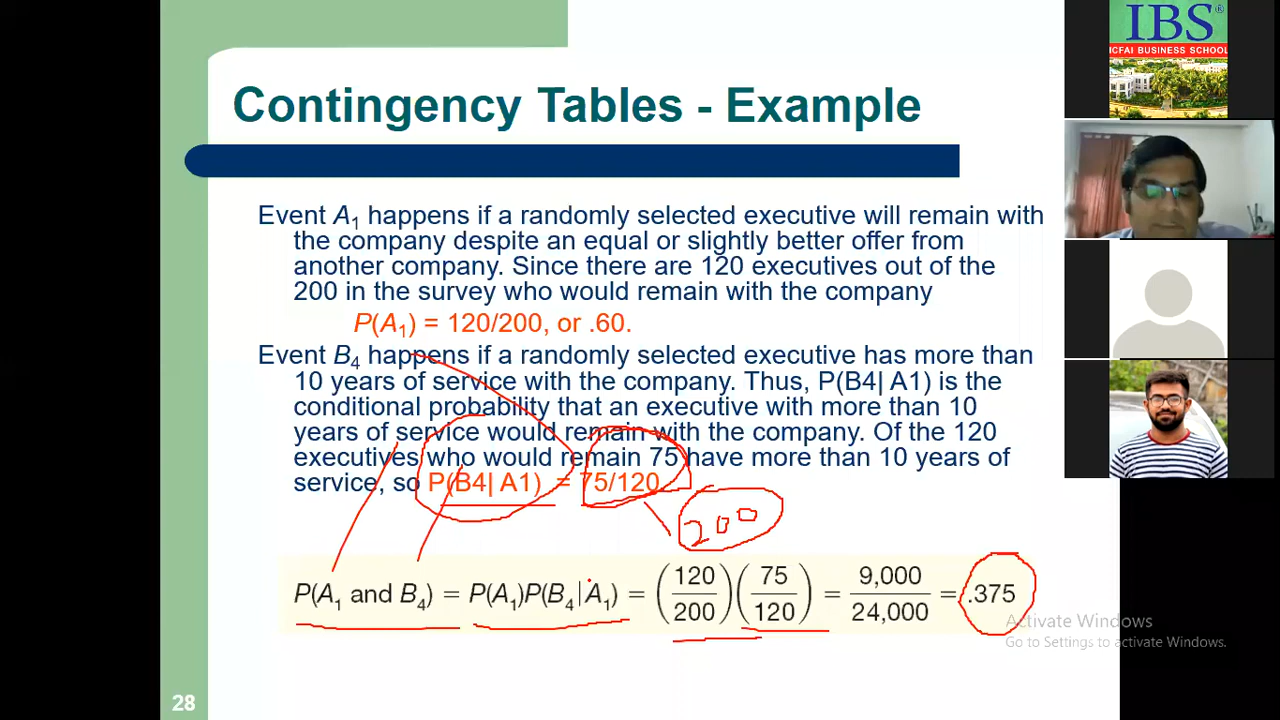 IBS®
ICFAI BUSINESS SCHOOL
Contingency Tables - Example
Event A1 happens if a randomly selected executive will remain with
the company despite an equal or slightly better offer from
another company. Since there are 120 executives out of the
200 in the survey who would remain with the company
P(A1) = 120/200, or .60.
Event B4 happens if a randomly selected executive has more than
10 years of service with the company. Thus, P(B4| A1) is the
conditional probability that an executive with more than 10
years of service would remain with the company. Of the 120
executives who would remain 75 have more than 10 years of
service, so P(B4| A1) = 75/120.
200
P(A1 and B4) = P(A1)P(B4|A1) = (120/200)(75/120) = 9,000/24,000 = .375
Activate Windows
Go to Settings to activate Windows.
28